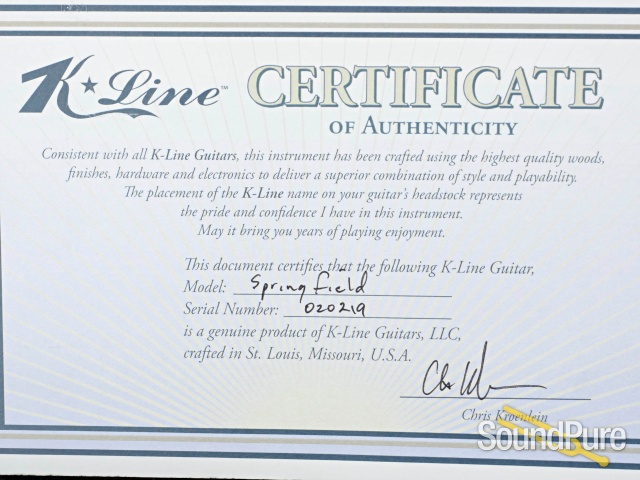 K★Line™ CERTIFICATE
OF AUTHENTICITY
Consistent with all K-Line Guitars, this instrument has been crafted using the highest quality woods,
finishes, hardware and electronics to deliver a superior combination of style and playability.
The placement of the K-Line name on your guitar's headstock represents
the pride and confidence I have in this instrument.
May it bring you years of playing enjoyment.
This document certifies that the following K-Line Guitar,
Model: Springfield
Serial Number: 020219
is a genuine product of K-Line Guitars, LLC,
crafted in St. Louis, Missouri, U.S.A.
Chris Kroenlein
SoundPure